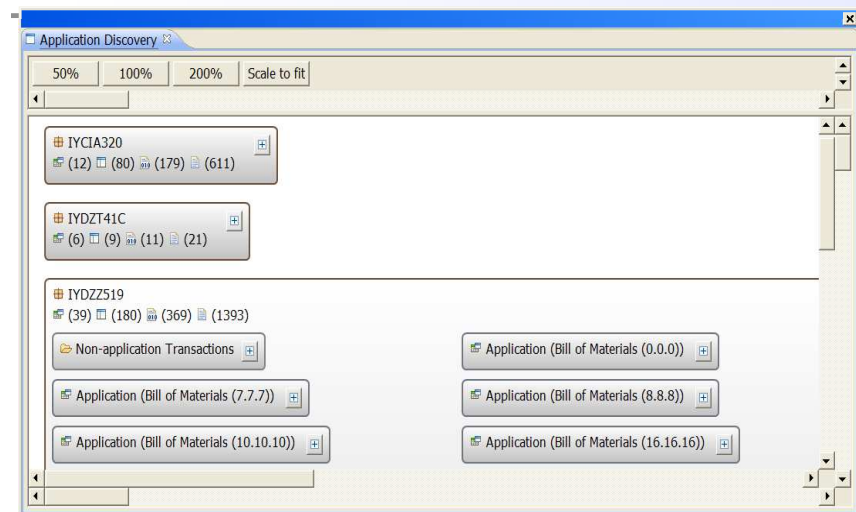 Application Discovery
50% 100% 200% Scale to fit
IYCIA320
(12) (80) (179) (611)
IYDZT41C
(6) (9) (11) (21)
IYDZZ519
(39) (180) (369) (1393)
Non-application Transactions Application (Bill of Materials (0.0.0))
Application (Bill of Materials (7.7.7)) Application (Bill of Materials (8.8.8))
Application (Bill of Materials (10.10.10)) Application (Bill of Materials (16.16.16))